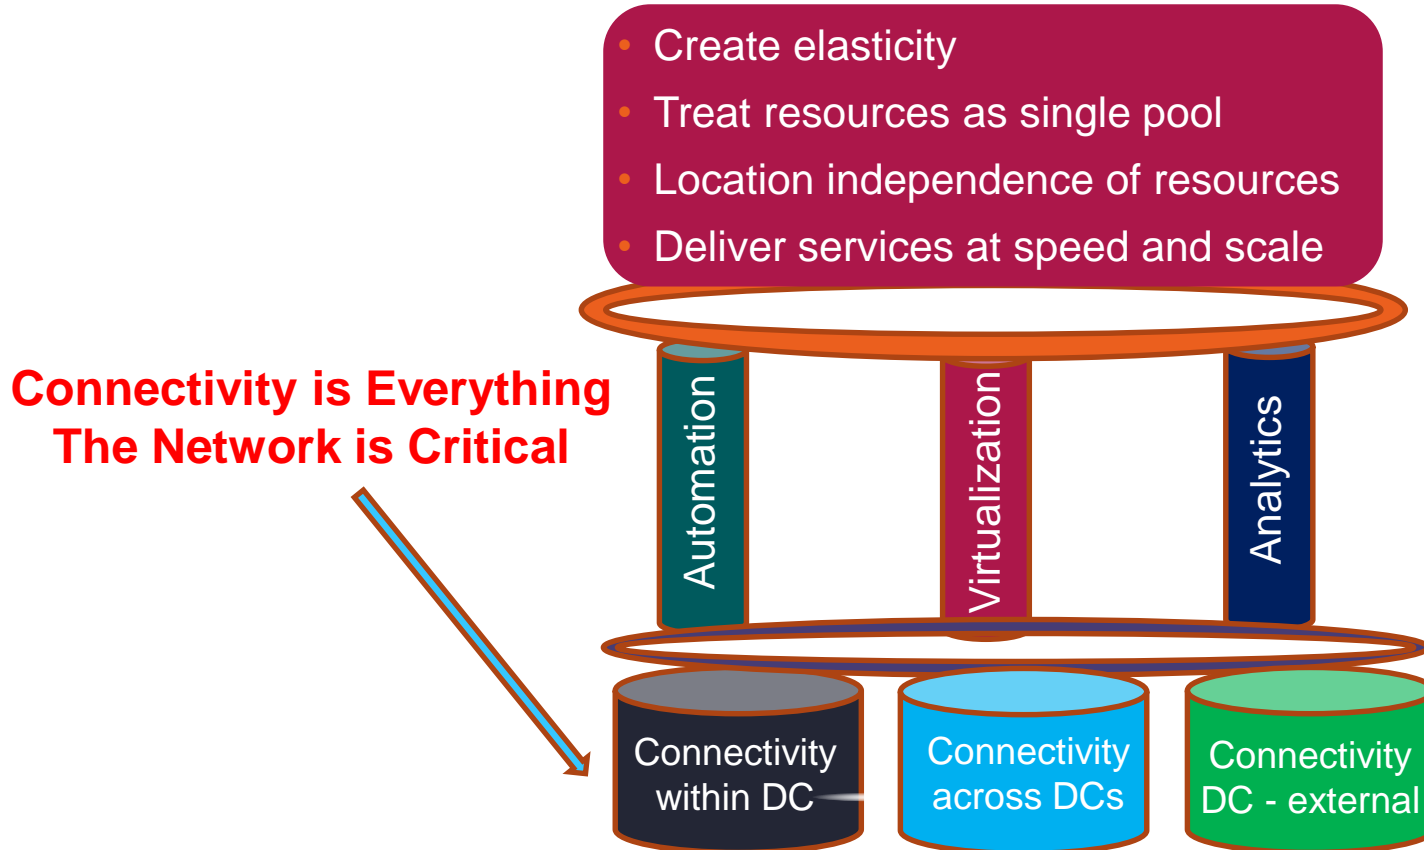 • Create elasticity
• Treat resources as single pool
• Location independence of resources
• Deliver services at speed and scale
Connectivity is Everything
The Network is Critical
Automation
Virtualization
Analytics
Connectivity
within DC
Connectivity
across DCs
Connectivity
DC - external